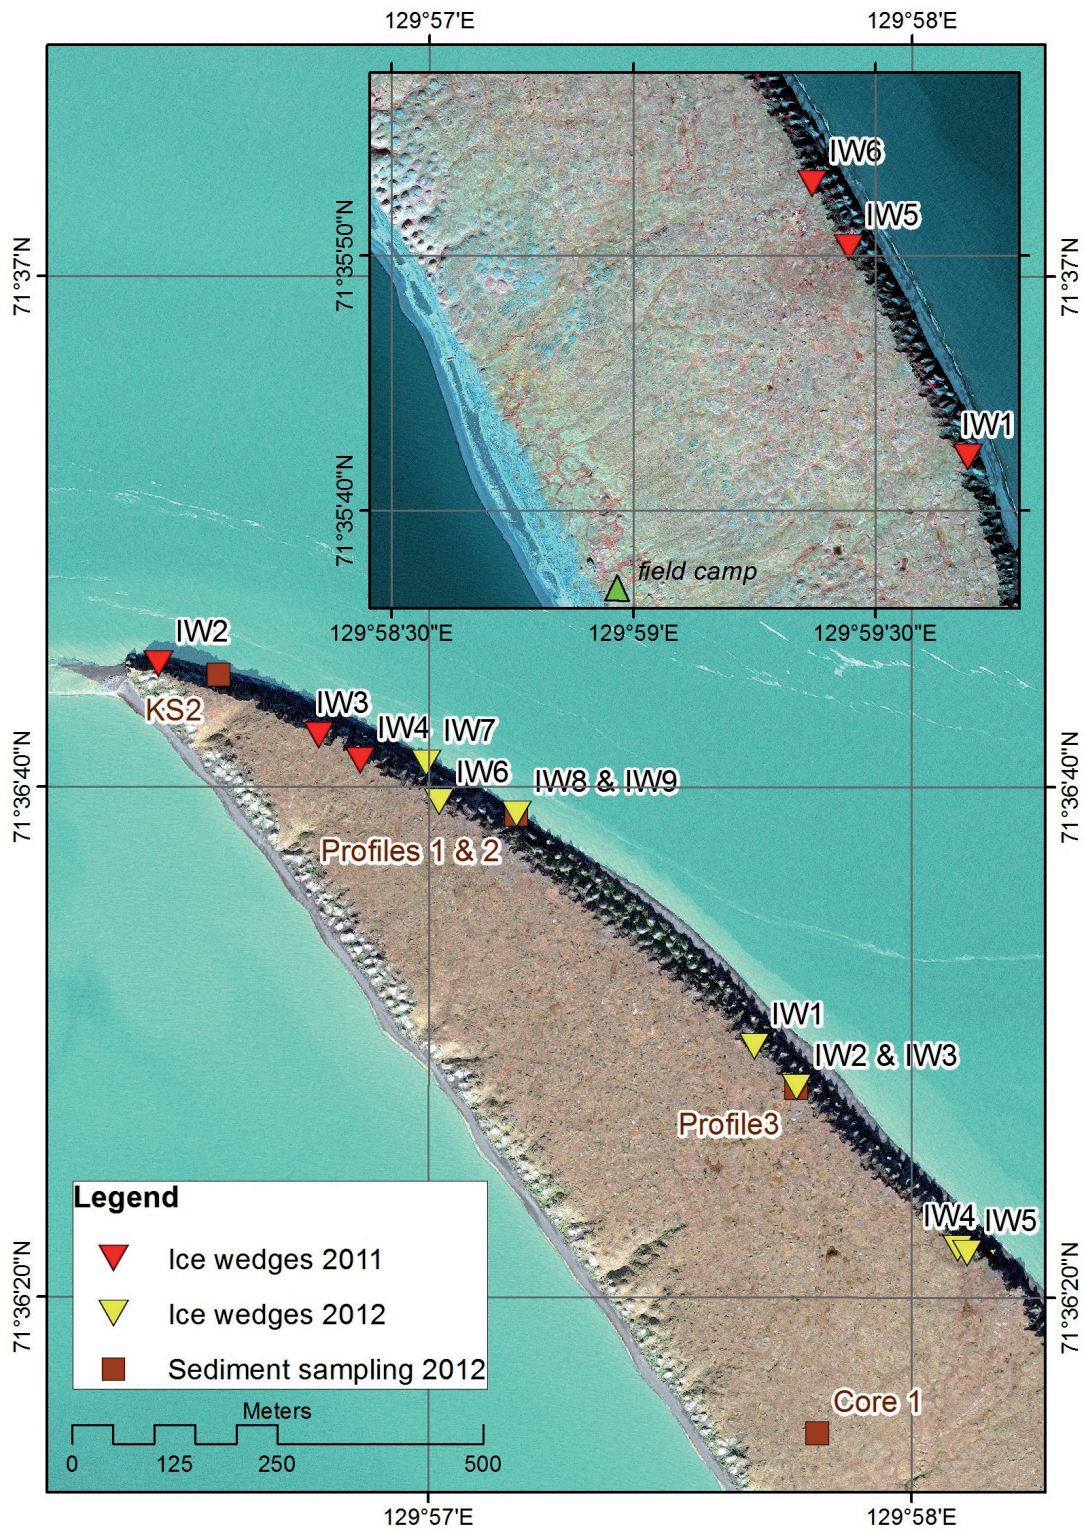 129°57'E
129°58'E
IW6
IW5
71°35'50"N
71°37'N
71°37'N
IW1
71°35'40"N
field camp
129°58'30"E
129°59'E
129°59'30"E
IW2
KS2
IW3
IW4
IW7
IW6
IW8 & IW9
71°36'40"N
71°36'40"N
Profiles 1 & 2
IW1
IW2 & IW3
Profile3
IW4
IW5
Legend
Ice wedges 2011
Ice wedges 2012
Sediment sampling 2012
71°36'20"N
71°36'20"N
Core 1
Meters
0
125
250
500
129°57'E
129°58'E